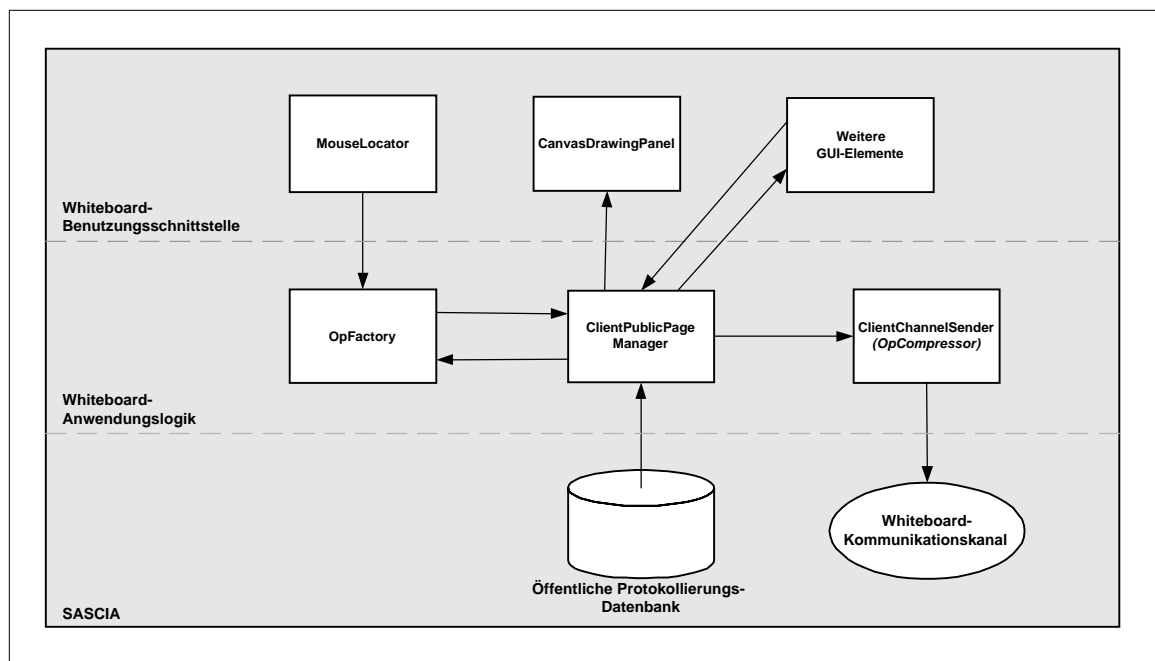 MouseLocator
CanvasDrawingPanel
Weitere
GUI-Elemente
Whiteboard-
Benutzungsschnittstelle
OpFactory
ClientPublicPage
Manager
ClientChannelSender
(OpCompressor)
Whiteboard-
Anwendungslogik
Whiteboard-
Kommunikationskanal
Öffentliche Protokollierungs-
Datenbank
SASCIA